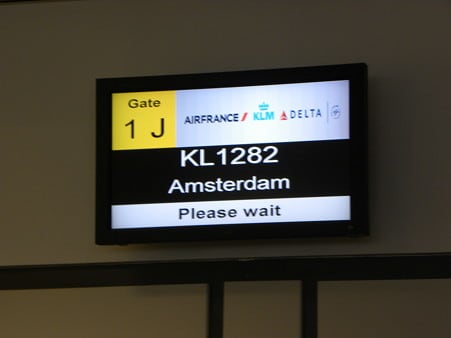 Gate
1 J
AIRFRANCE KLM DELTA
KL1282
Amsterdam
Please wait